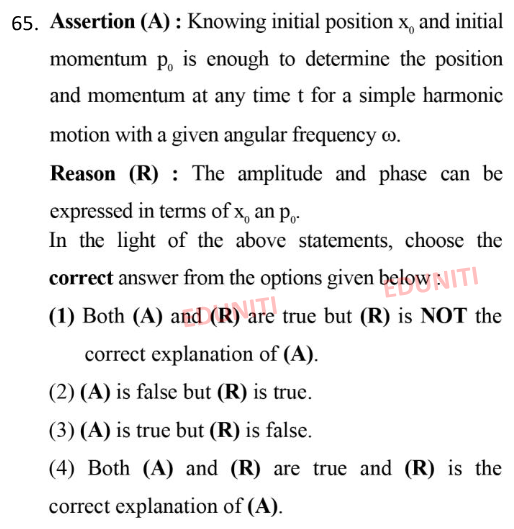 65. Assertion (A) : Knowing initial position x₀ and initial
momentum p₀ is enough to determine the position
and momentum at any time t for a simple harmonic
motion with a given angular frequency ω.
Reason (R) : The amplitude and phase can be
expressed in terms of x₀ an p₀.
In the light of the above statements, choose the
correct answer from the options given below :
EDUNITI
(1) Both (A) and (R) are true but (R) is NOT the
EDUNITI
correct explanation of (A).
(2) (A) is false but (R) is true.
(3) (A) is true but (R) is false.
(4) Both (A) and (R) are true and (R) is the
correct explanation of (A).